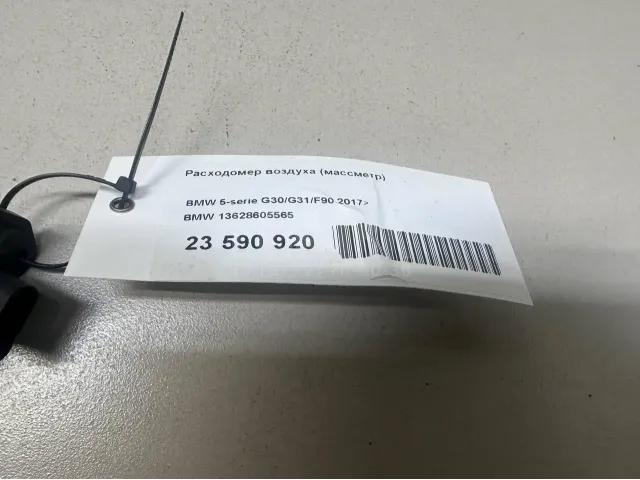 Расходомер воздуха (массметр)
BMW 5-serie G30/G31/F90 2017>
BMW 13628605565
23 590 920